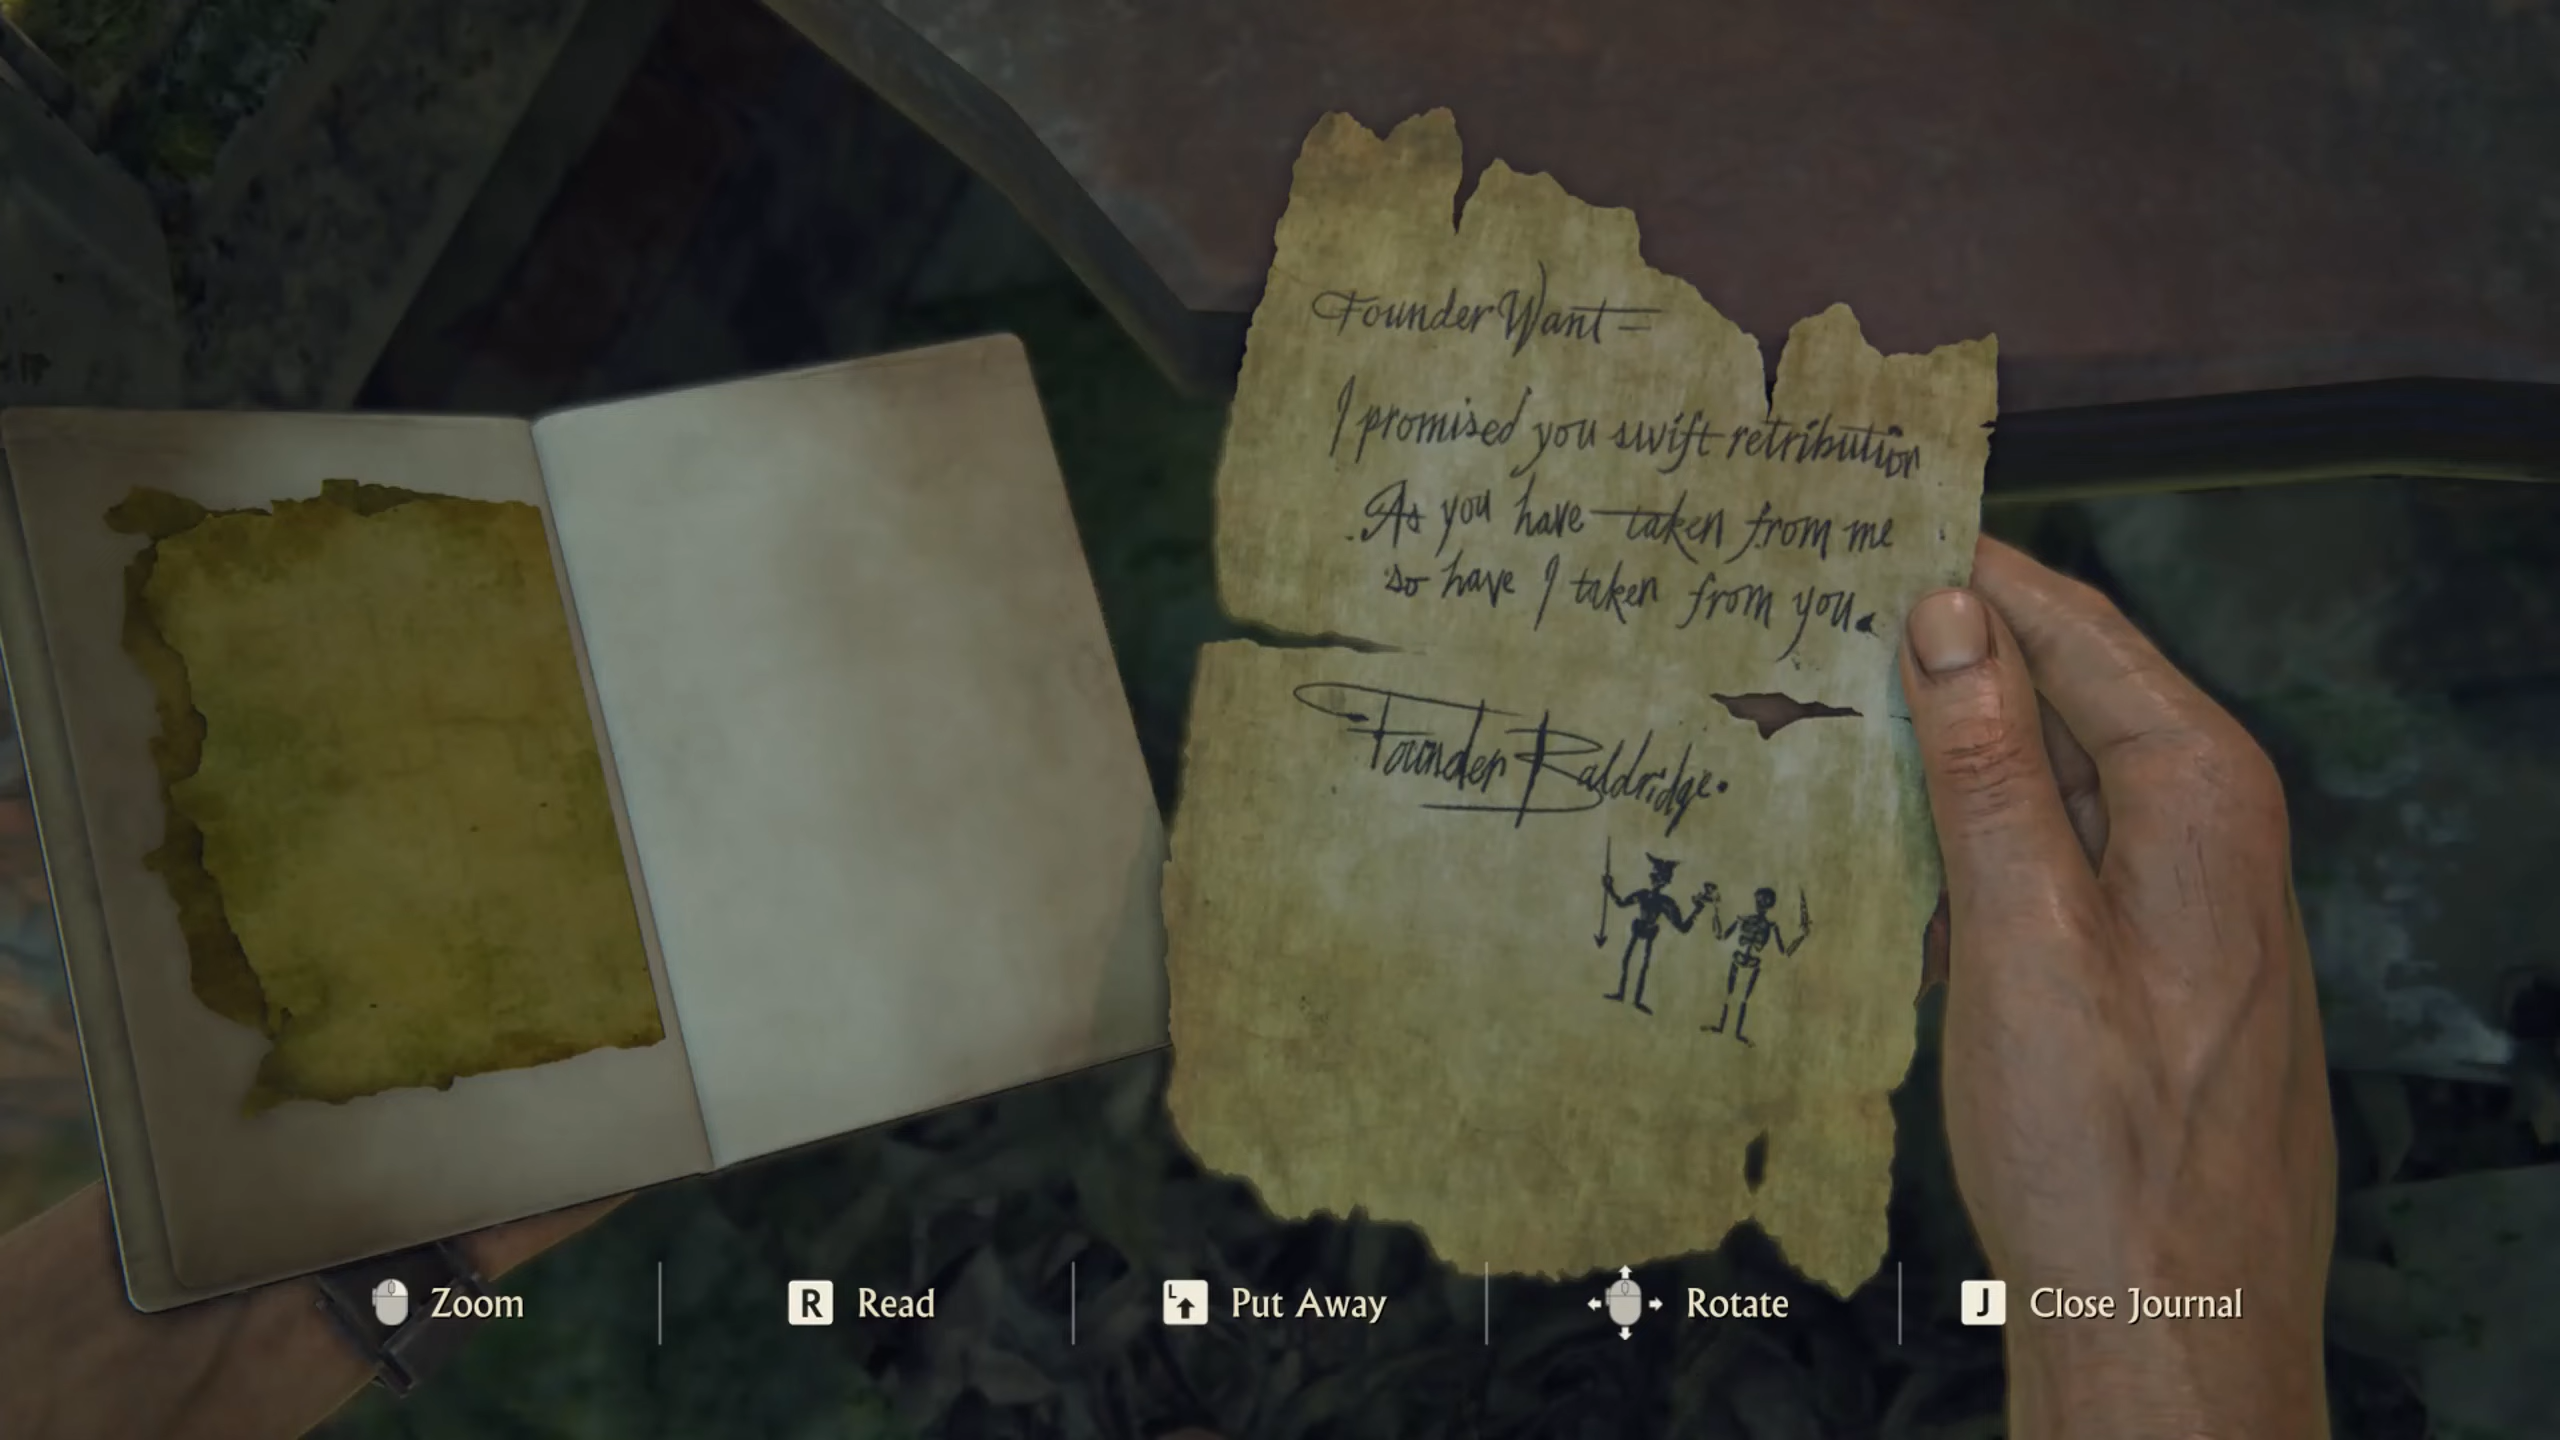 Founder Want –
I promised you swift retribution
As you have taken from me
so have I taken from you.
Founder Baldridge.
Zoom
R Read
L Put Away
Rotate
J Close Journal